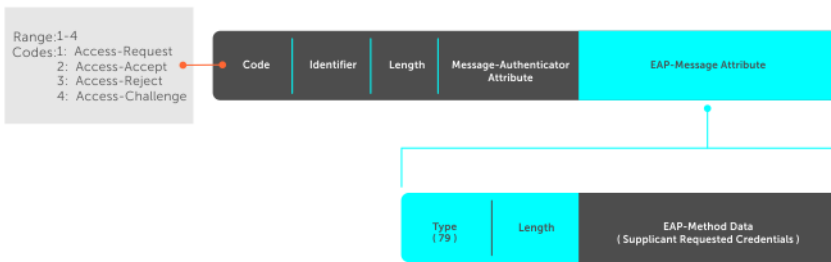 Range:1-4
Codes:1: Access-Request
2: Access-Accept
3: Access-Reject
4: Access-Challenge
Code
Identifier
Length
Message-Authenticator
Attribute
EAP-Message Attribute
Type
( 79 )
Length
EAP-Method Data
( Supplicant Requested Credentials )